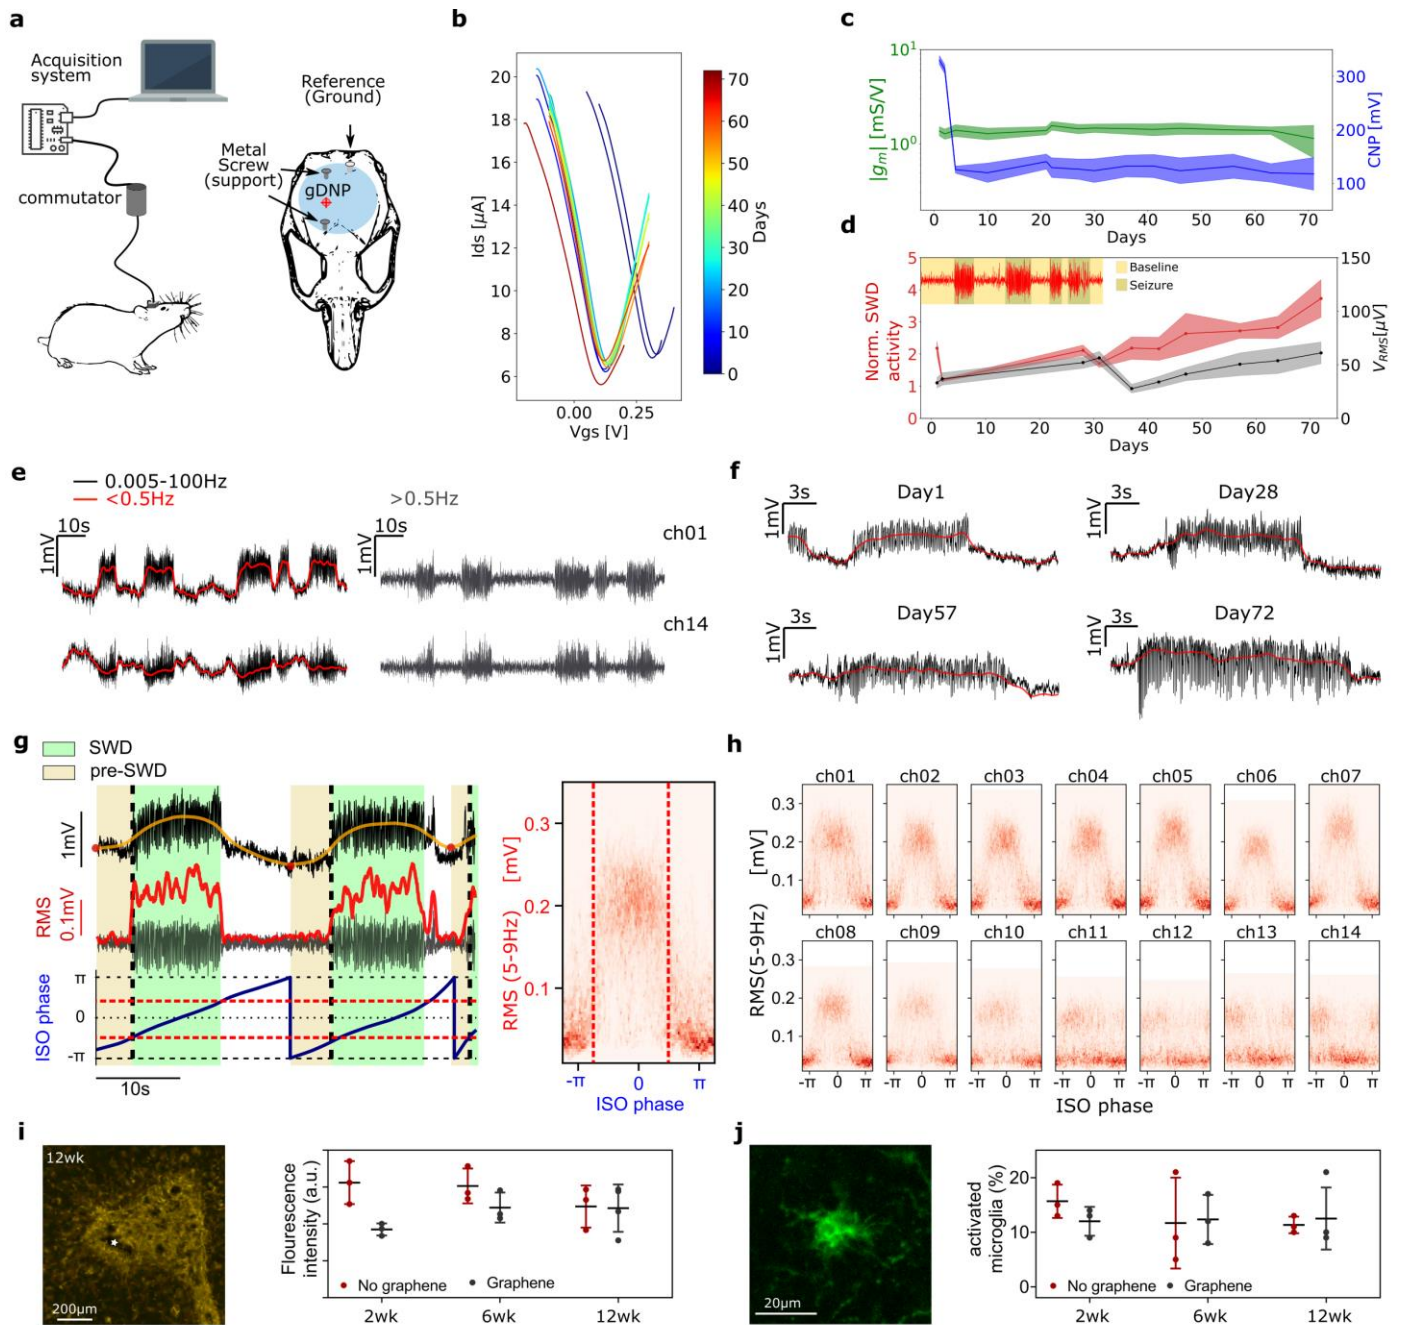 a
Acquisition
system
commutator
Reference
(Ground)
Metal
Screw
(support)
gDNP
b
Ids [μA]
20
18
16
14
12
10
8
6
0.00
0.25
Vgs [V]
70
60
50
40
30
20
10
0
Days
c
|gm| [mS/V]
10¹
10⁰
CNP [mV]
300
200
100
0
10
20
30
40
50
60
70
Days
d
Norm. SWD
activity
5
4
3
2
1
0
Baseline
Seizure
150
100
50
0
VRMS[μV]
0
10
20
30
40
50
60
70
Days
e
0.005-100Hz
<0.5Hz
>0.5Hz
10s
1mV
10s
1mV
ch01
ch14
f
3s
1mV
Day1
3s
1mV
Day28
3s
1mV
Day57
3s
1mV
Day72
g
SWD
pre-SWD
1mV
RMS
0.1mV
ISO phase
π
0
-π
10s
RMS (5-9Hz) [mV]
0.3
0.2
0.1
-π
0
π
ISO phase
h
RMS(5-9Hz) [mV]
ch01
ch02
ch03
ch04
ch05
ch06
ch07
0.3
0.2
0.1
ch08
ch09
ch10
ch11
ch12
ch13
ch14
0.3
0.2
0.1
-π 0 π
-π 0 π
-π 0 π
-π 0 π
-π 0 π
-π 0 π
-π 0 π
ISO phase
i
12wk
200μm
Flourescence
intensity (a.u.)
No graphene
Graphene
2wk
6wk
12wk
j
20μm
activated
microglia (%)
20
10
0
No graphene
Graphene
2wk
6wk
12wk